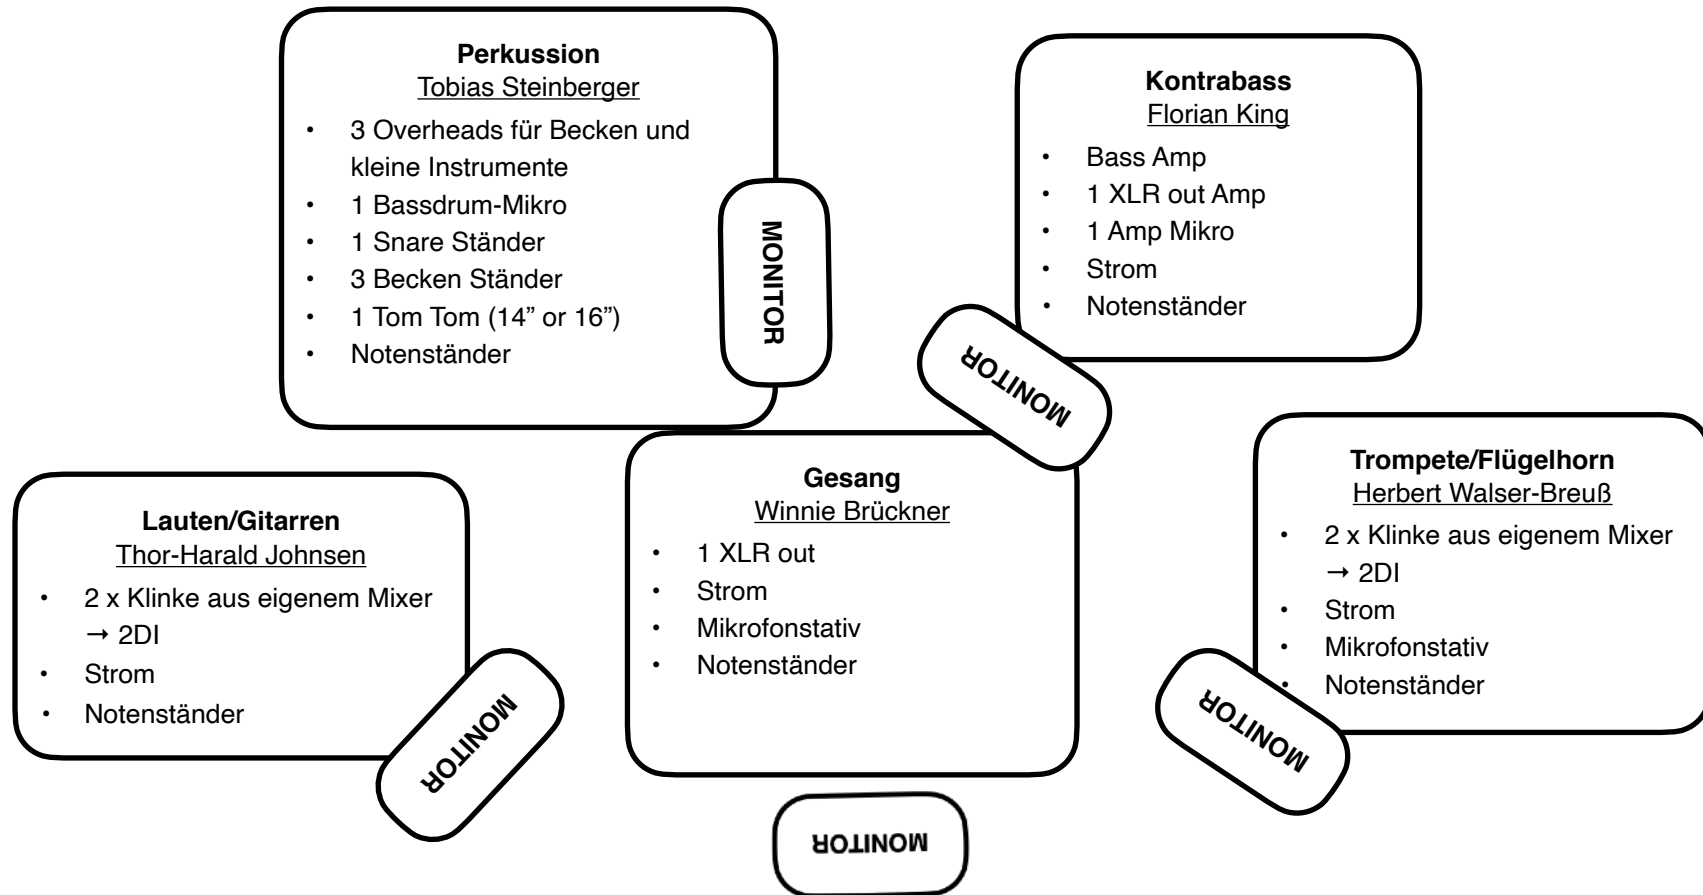 Perkussion
Tobias Steinberger
• 3 Overheads für Becken und
kleine Instrumente
• 1 Bassdrum-Mikro
• 1 Snare Ständer
• 3 Becken Ständer
• 1 Tom Tom (14” or 16”)
• Notenständer
MONITOR
Kontrabass
Florian King
• Bass Amp
• 1 XLR out Amp
• 1 Amp Mikro
• Strom
• Notenständer
MONITOR
Lauten/Gitarren
Thor-Harald Johnsen
• 2 x Klinke aus eigenem Mixer
→ 2DI
• Strom
• Notenständer
MONITOR
Gesang
Winnie Brückner
• 1 XLR out
• Strom
• Mikrofonstativ
• Notenständer
MONITOR
Trompete/Flügelhorn
Herbert Walser-Breuß
• 2 x Klinke aus eigenem Mixer
→ 2DI
• Strom
• Mikrofonstativ
• Notenständer
MONITOR